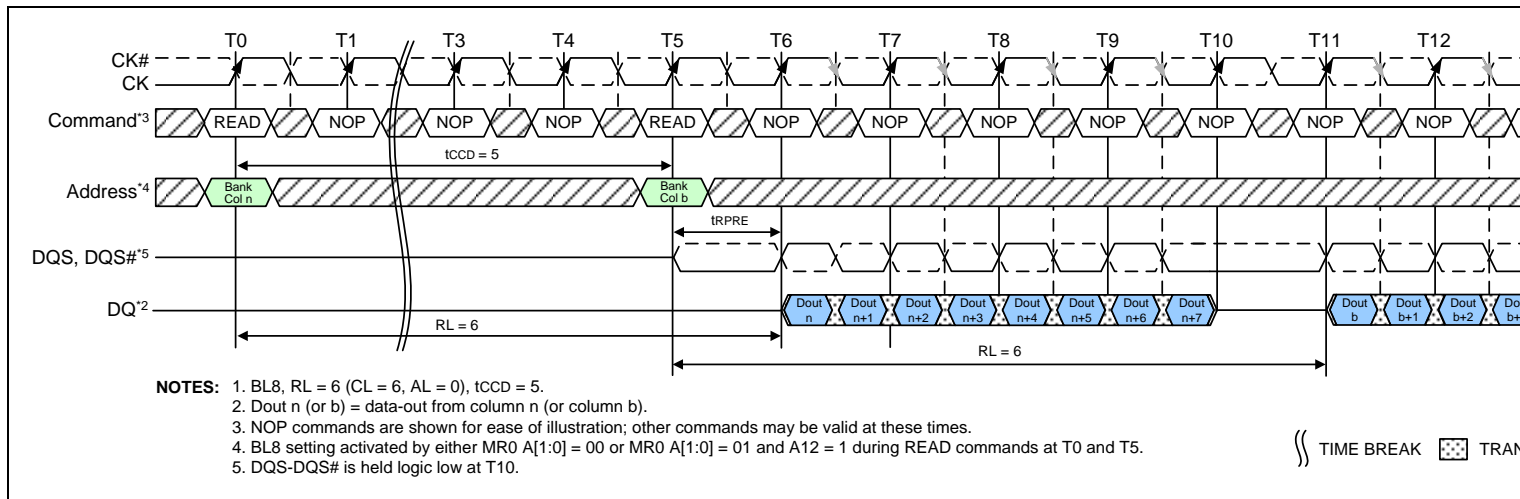 T0 T1 T3 T4 T5 T6 T7 T8 T9 T10 T11 T12
CK#
CK
Command*3 READ NOP NOP NOP READ NOP NOP NOP NOP NOP NOP NOP
tCCD = 5
Address*4 Bank Col n Bank Col b
tRPRE
DQS, DQS#*5
DQ*2 Dout n Dout n+1 Dout n+2 Dout n+3 Dout n+4 Dout n+5 Dout n+6 Dout n+7 Dout b Dout b+1 Dout b+2
RL = 6
RL = 6
NOTES: 1. BL8, RL = 6 (CL = 6, AL = 0), tCCD = 5.
2. Dout n (or b) = data-out from column n (or column b).
3. NOP commands are shown for ease of illustration; other commands may be valid at these times.
4. BL8 setting activated by either MR0 A[1:0] = 00 or MR0 A[1:0] = 01 and A12 = 1 during READ commands at T0 and T5.
5. DQS-DQS# is held logic low at T10.
TIME BREAK